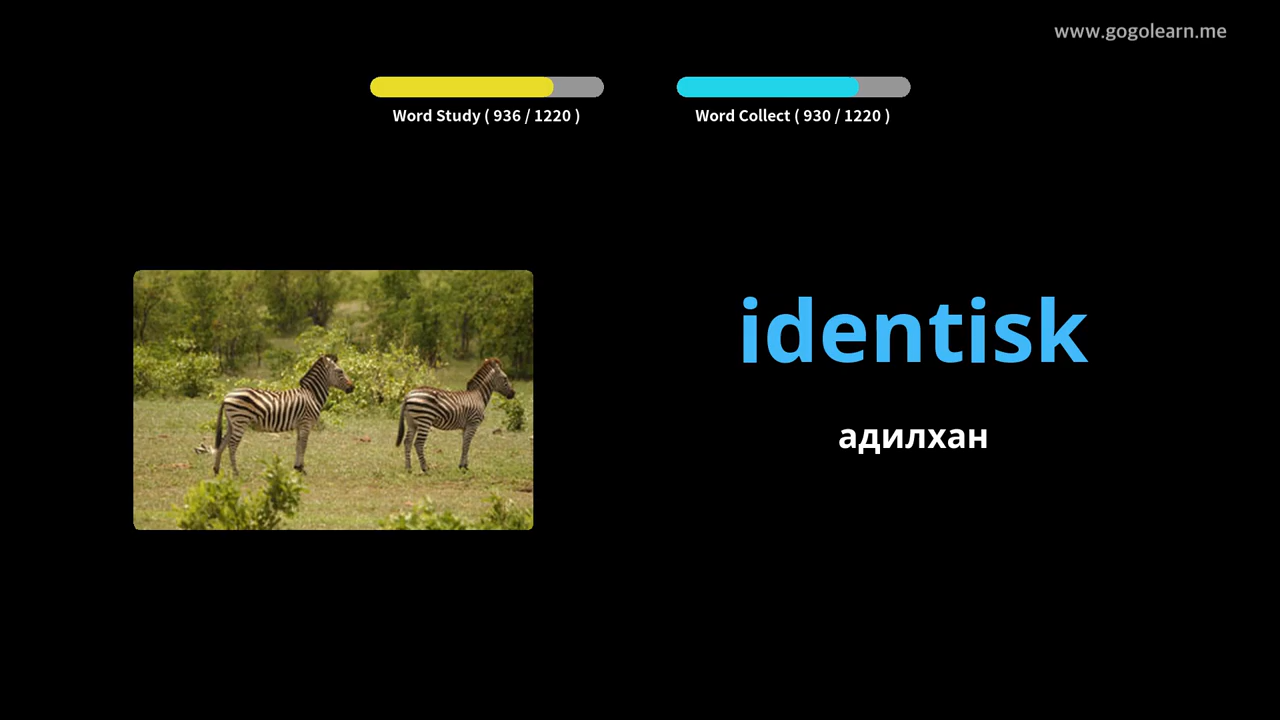 www.gogolearn.me
Word Study ( 936 / 1220 )
Word Collect ( 930 / 1220 )
identisk
адилхан